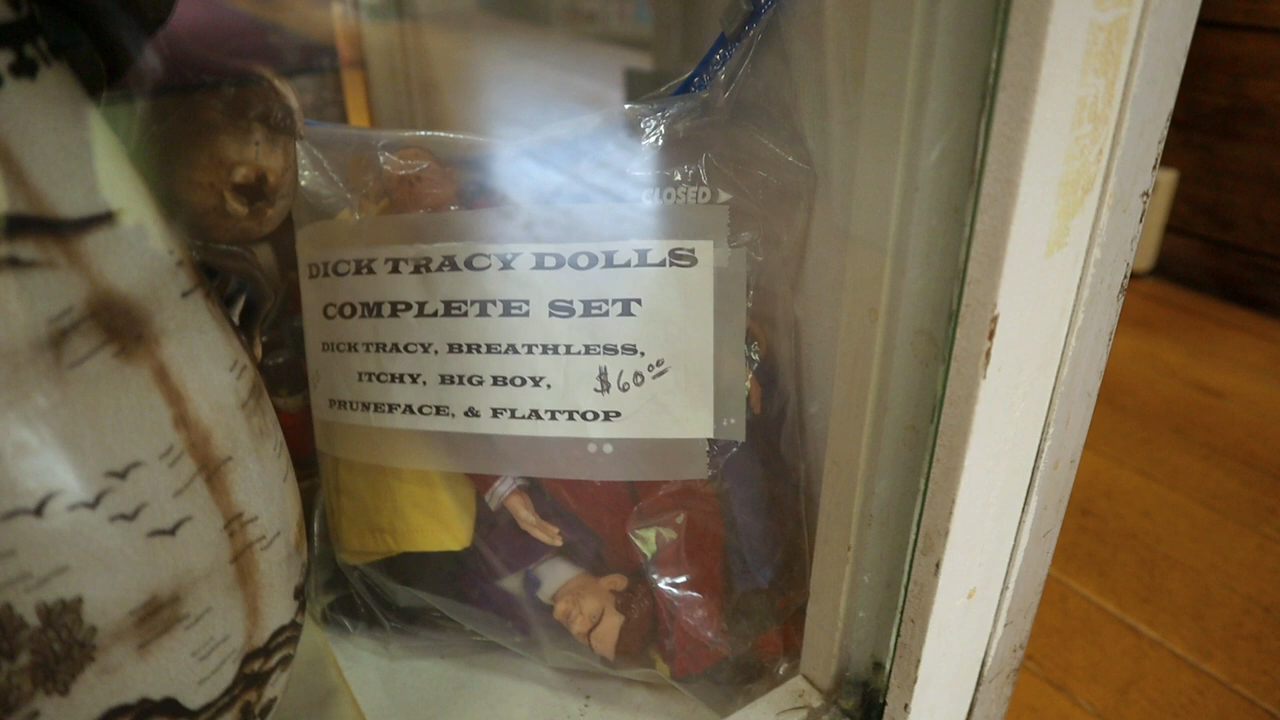 CLOSED
DICK TRACY DOLLS
COMPLETE SET
DICK TRACY, BREATHLESS,
ITCHY, BIG BOY, $60.00
PRUNEFACE, & FLATTOP